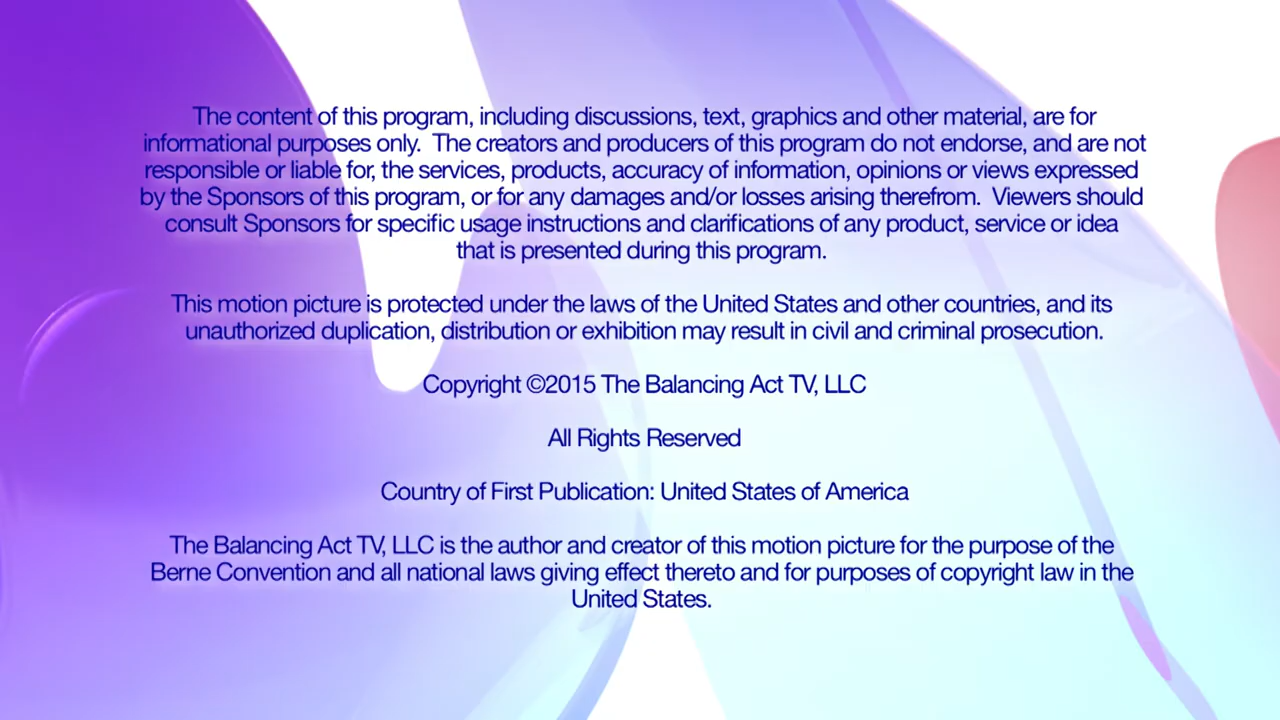 The content of this program, including discussions, text, graphics and other material, are for
informational purposes only.  The creators and producers of this program do not endorse, and are not
responsible or liable for, the services, products, accuracy of information, opinions or views expressed
by the Sponsors of this program, or for any damages and/or losses arising therefrom.  Viewers should
consult Sponsors for specific usage instructions and clarifications of any product, service or idea
that is presented during this program.
This motion picture is protected under the laws of the United States and other countries, and its
unauthorized duplication, distribution or exhibition may result in civil and criminal prosecution.
Copyright ©2015 The Balancing Act TV, LLC
All Rights Reserved
Country of First Publication: United States of America
The Balancing Act TV, LLC is the author and creator of this motion picture for the purpose of the
Berne Convention and all national laws giving effect thereto and for purposes of copyright law in the
United States.